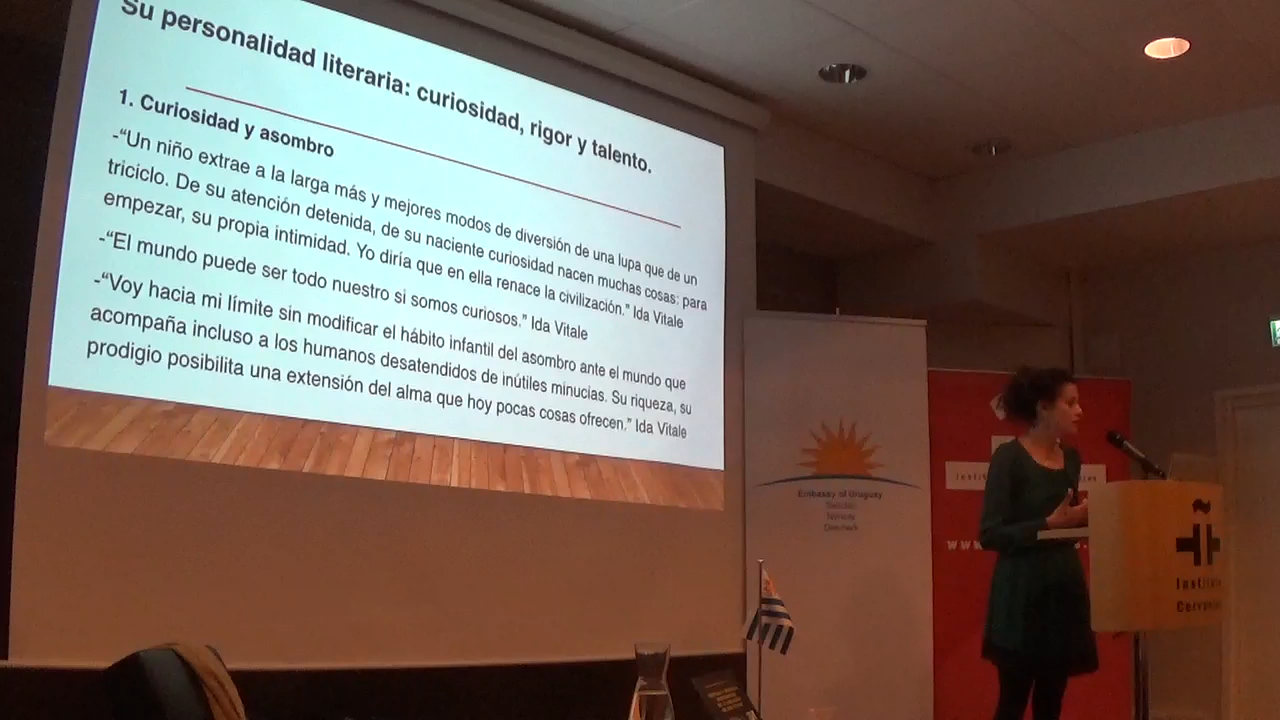 Su personalidad literaria: curiosidad, rigor y talento.
1. Curiosidad y asombro
-“Un niño extrae a la larga más y mejores modos de diversión de una lupa que de un
triciclo. De su atención detenida, de su naciente curiosidad nacen muchas cosas: para
empezar, su propia intimidad. Yo diría que en ella renace la civilización.” Ida Vitale
-“El mundo puede ser todo nuestro si somos curiosos.” Ida Vitale
-“Voy hacia mi límite sin modificar el hábito infantil del asombro ante el mundo que
acompaña incluso a los humanos desatendidos de inútiles minucias. Su riqueza, su
prodigio posibilita una extensión del alma que hoy pocas cosas ofrecen.” Ida Vitale
Embassy of Uruguay
Sweden
Norway
Denmark